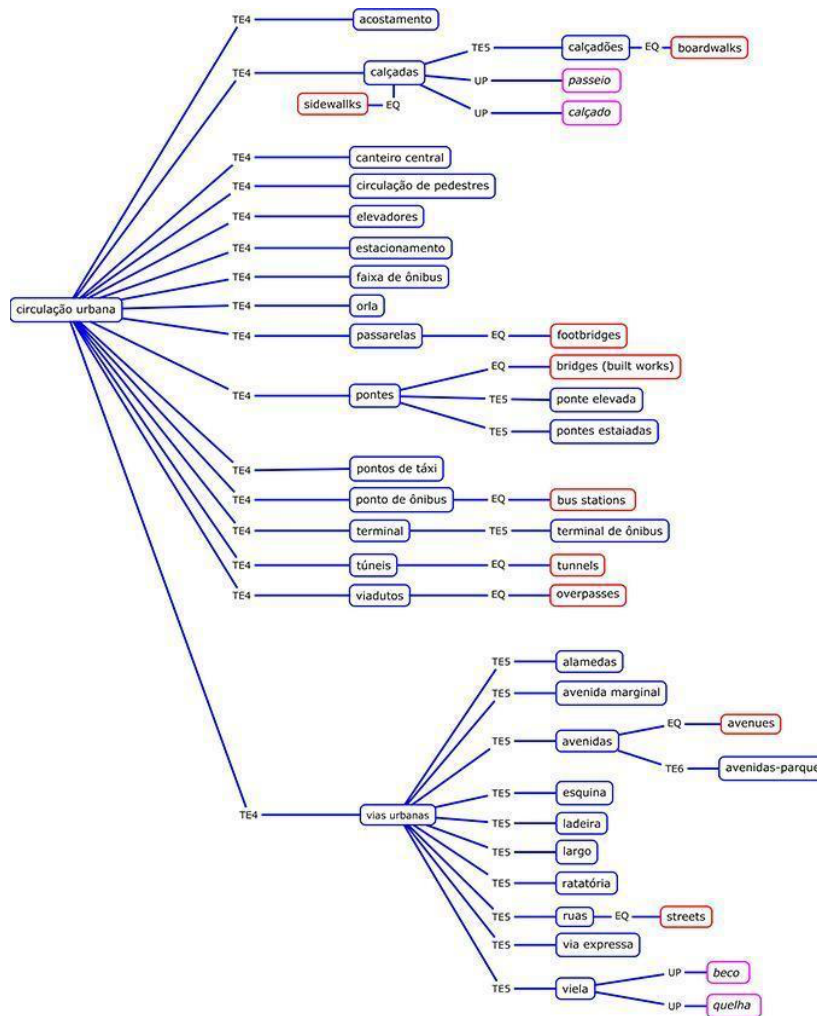 TE4 acostamento
TE4 calçadas TE5 calçadões EQ boardwalks
UP passeio
sidewallks EQ
UP calçado
TE4 canteiro central
TE4 circulação de pedestres
TE4 elevadores
TE4 estacionamento
TE4 faixa de ônibus
circulação urbana TE4 orla
TE4 passarelas EQ footbridges
EQ bridges (built works)
TE4 pontes TE5 ponte elevada
TE5 pontes estaiadas
TE4 pontos de táxi
TE4 ponto de ônibus EQ bus stations
TE4 terminal TE5 terminal de ônibus
TE4 túneis EQ tunnels
TE4 viadutos EQ overpasses
TE5 alamedas
TE5 avenida marginal
EQ avenues
TE5 avenidas
TE6 avenidas-parque
TE5 esquina
TE4 vias urbanas
TE5 ladeira
TE5 largo
TE5 ratatória
TE5 ruas EQ streets
TE5 via expressa
UP beco
TE5 viela
UP quelha